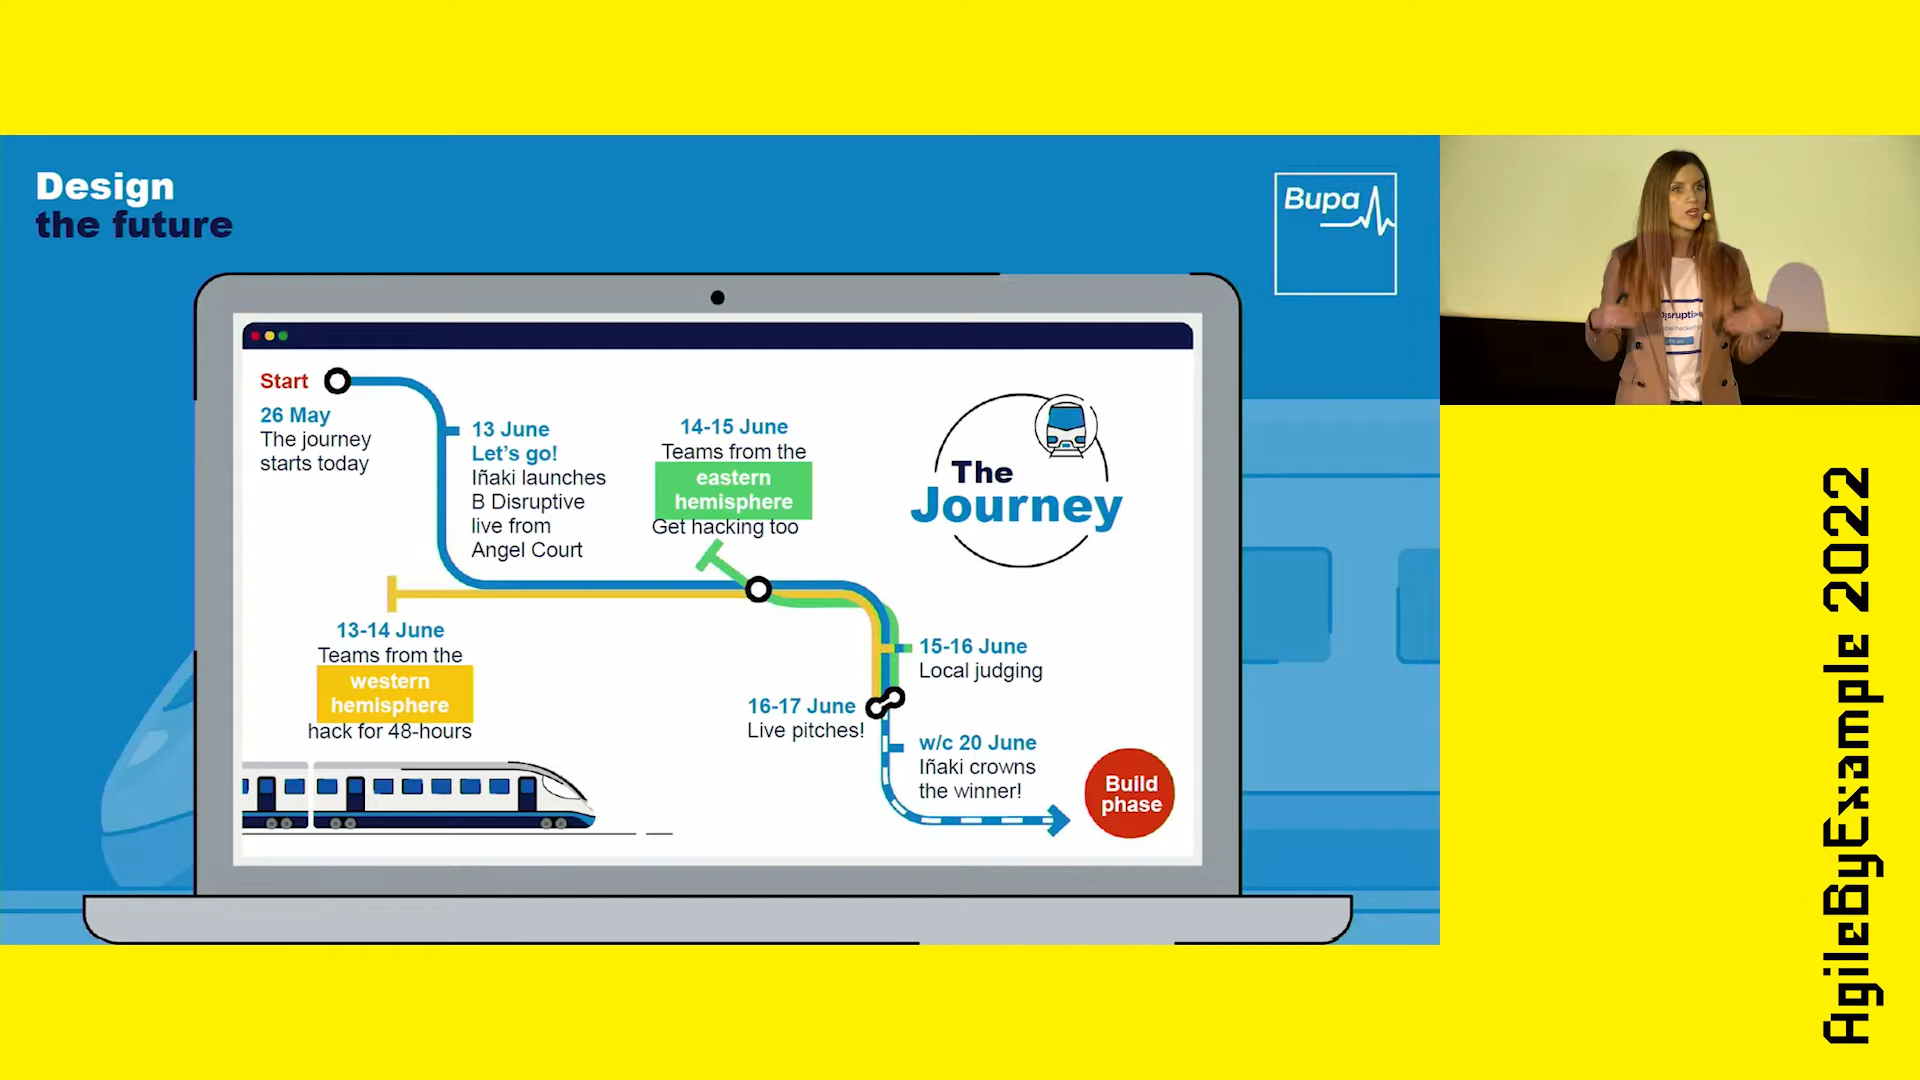 Design
the future
Bupa
Start
26 May
The journey
starts today
13 June
Let's go!
Iñaki launches
B Disruptive
live from
Angel Court
14-15 June
Teams from the
eastern
hemisphere
Get hacking too
The
Journey
13-14 June
Teams from the
western
hemisphere
hack for 48-hours
15-16 June
Local judging
16-17 June
Live pitches!
w/c 20 June
Iñaki crowns
the winner!
Build
phase
AgileByExample 2022